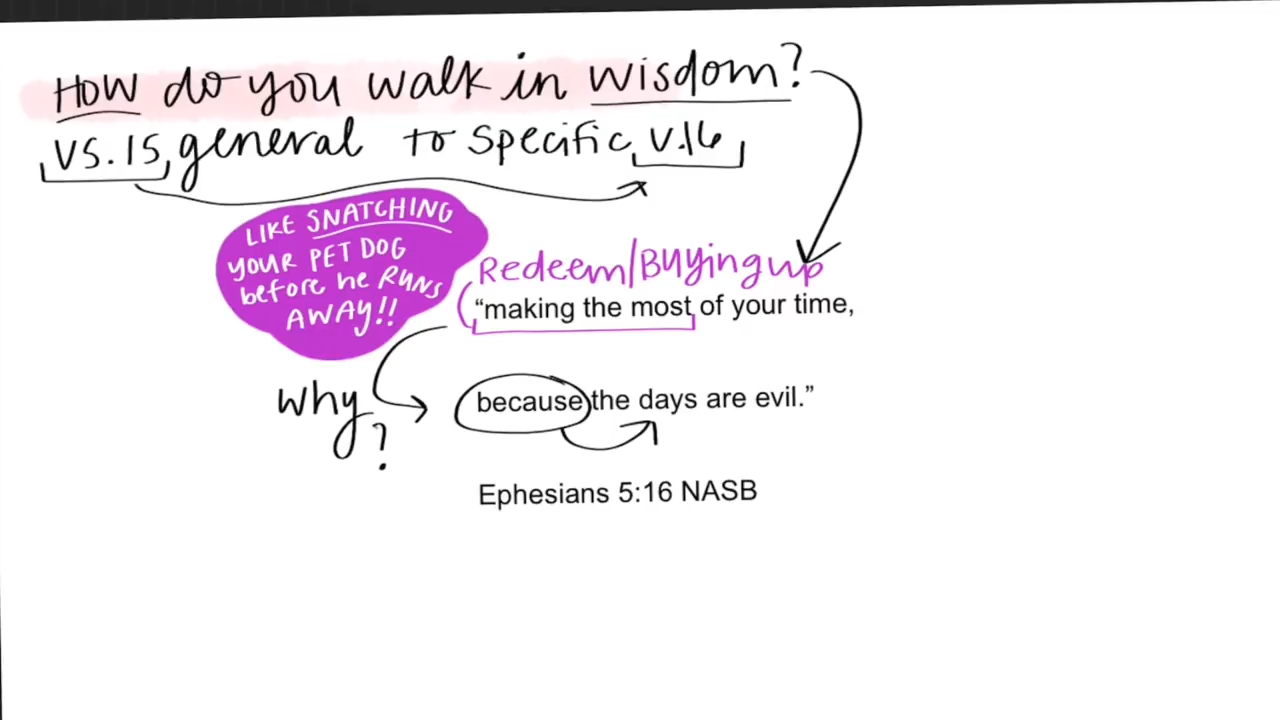 HOW do you walk in wisdom?
VS. 15, general to specific, v.16
LIKE SNATCHING
YOUR PET DOG
before he RUNS
AWAY!!
Redeem/Buying up
“making the most of your time,
Why
?
because the days are evil.”
Ephesians 5:16 NASB